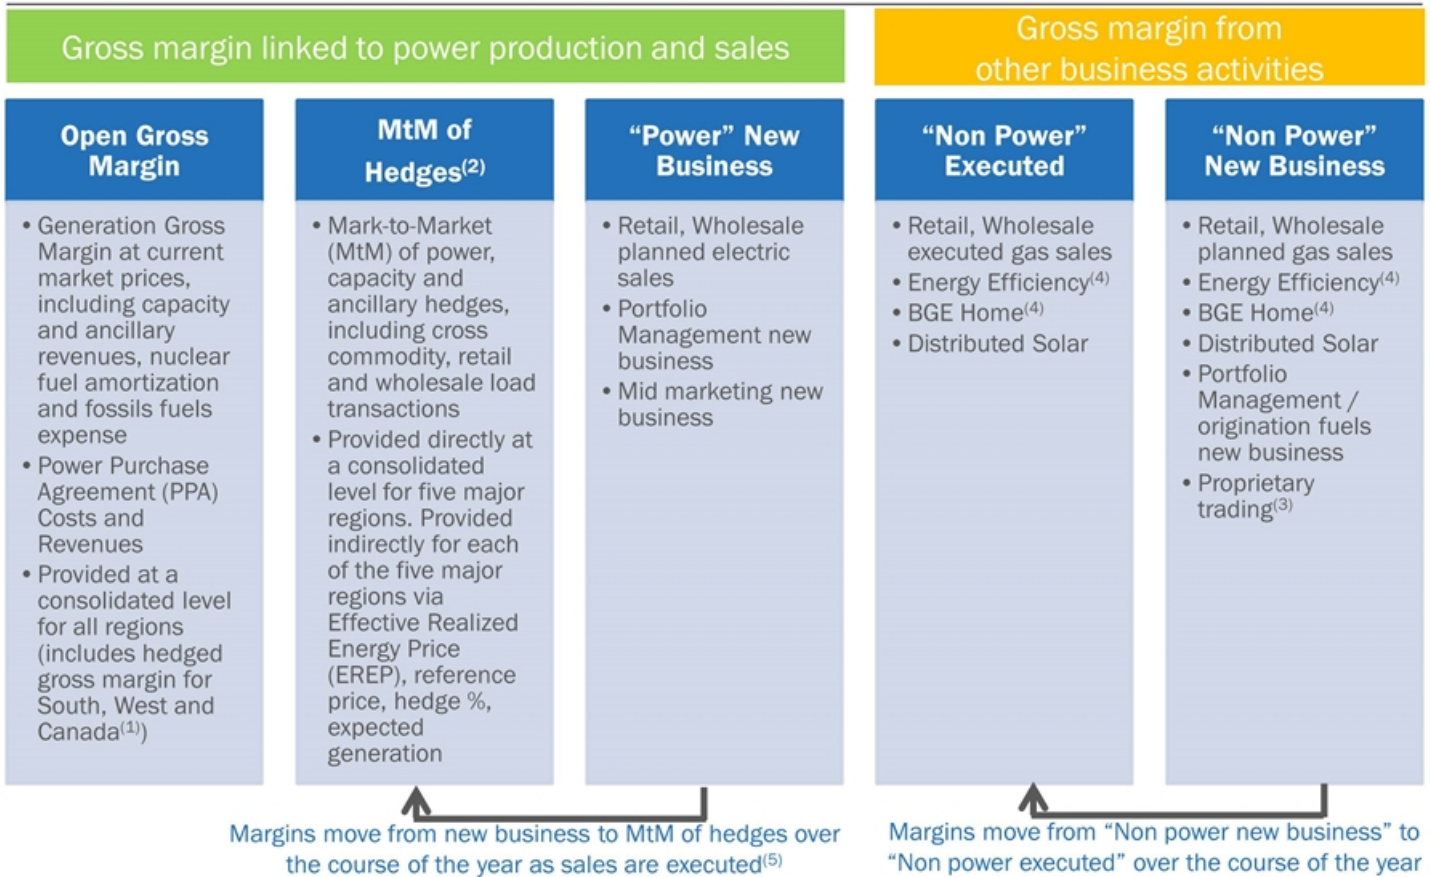 Gross margin linked to power production and sales
Gross margin from
other business activities
Open Gross
Margin
• Generation Gross
Margin at current
market prices,
including capacity
and ancillary
revenues, nuclear
fuel amortization
and fossils fuels
expense
• Power Purchase
Agreement (PPA)
Costs and
Revenues
• Provided at a
consolidated level
for all regions
(includes hedged
gross margin for
South, West and
Canada(1))
MtM of
Hedges(2)
• Mark-to-Market
(MtM) of power,
capacity and
ancillary hedges,
including cross
commodity, retail
and wholesale load
transactions
• Provided directly at
a consolidated
level for five major
regions. Provided
indirectly for each
of the five major
regions via
Effective Realized
Energy Price
(EREP), reference
price, hedge %,
expected
generation
“Power” New
Business
• Retail, Wholesale
planned electric
sales
• Portfolio
Management new
business
• Mid marketing new
business
“Non Power”
Executed
• Retail, Wholesale
executed gas sales
• Energy Efficiency(4)
• BGE Home(4)
• Distributed Solar
“Non Power”
New Business
• Retail, Wholesale
planned gas sales
• Energy Efficiency(4)
• BGE Home(4)
• Distributed Solar
• Portfolio
Management /
origination fuels
new business
• Proprietary
trading(3)
Margins move from new business to MtM of hedges over
the course of the year as sales are executed(5)
Margins move from “Non power new business” to
“Non power executed” over the course of the year